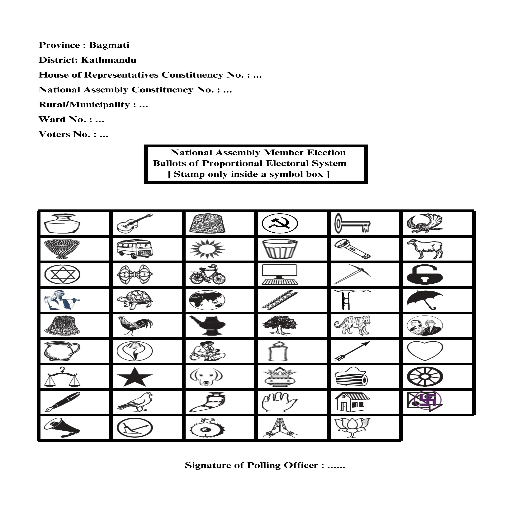 Province : Bagmati
District: Kathmandu
House of Representatives Constituency No. : ...
National Assembly Constituency No. : ...
Rural/Municipality : ...
Ward No. : ...
Voters No. : ...
National Assembly Member Election
Ballots of Proportional Electoral System
[ Stamp only inside a symbol box ]
Signature of Polling Officer : ......